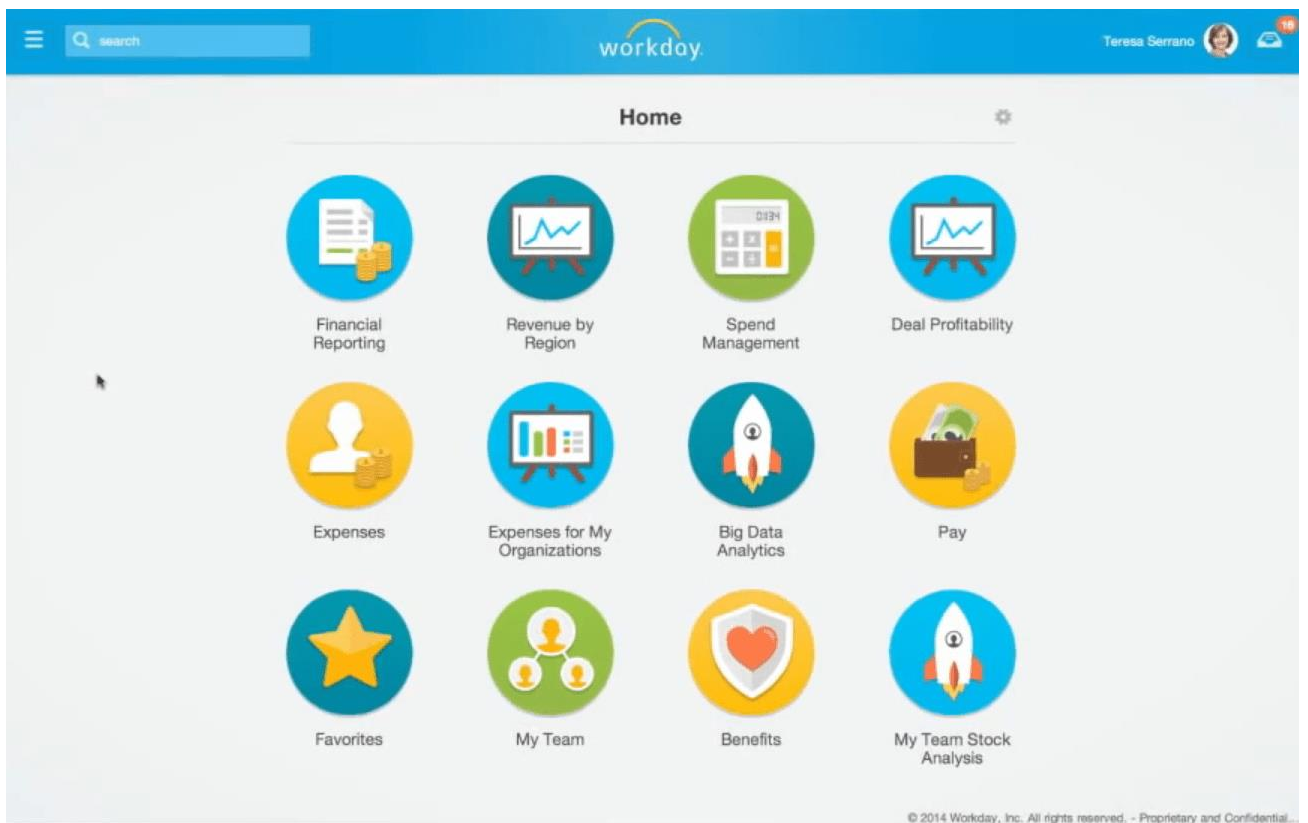 search
workday.
Teresa Serrano
16
Home
Financial
Reporting
Revenue by
Region
0134
Spend
Management
Deal Profitability
Expenses
Expenses for My
Organizations
Big Data
Analytics
Pay
Favorites
My Team
Benefits
My Team Stock
Analysis
© 2014 Workday, Inc. All rights reserved. - Proprietary and Confidential...